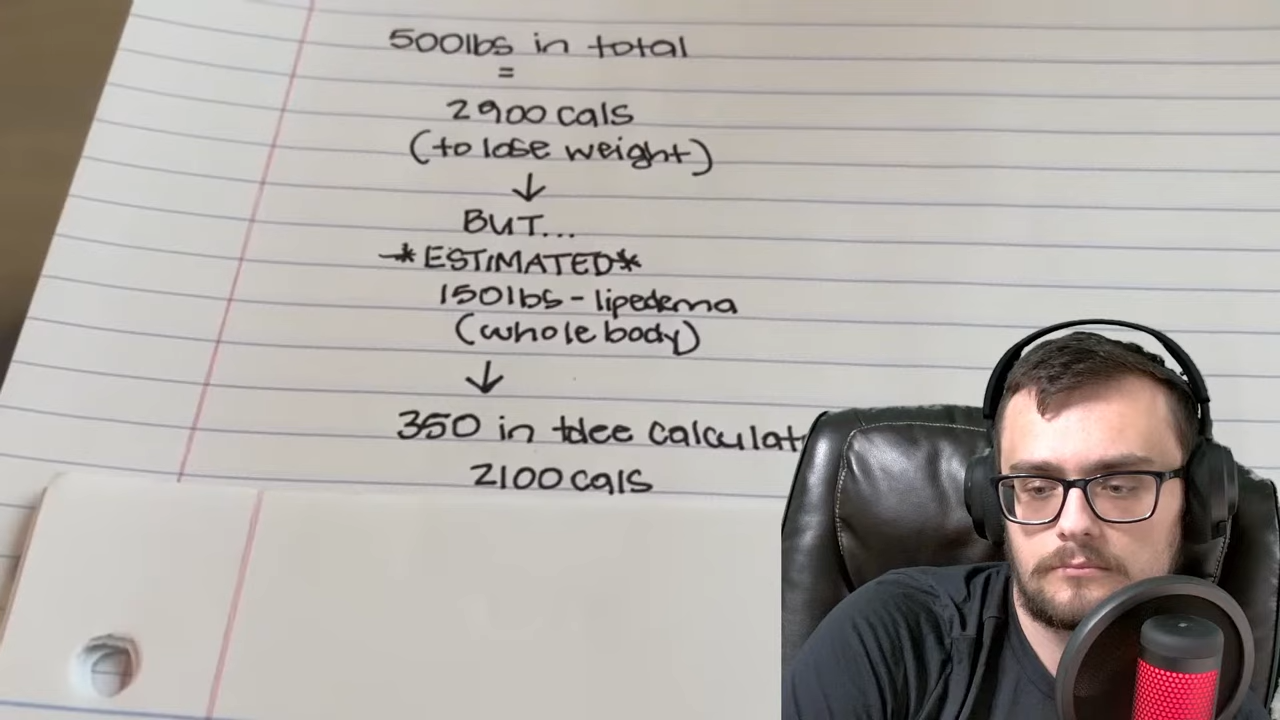 500lbs in total
=
2900 cals
(to lose weight)
↓
BUT...
*ESTIMATED*
150lbs - lipedema
(whole body)
↓
350 in tdee calculat
2100 cals